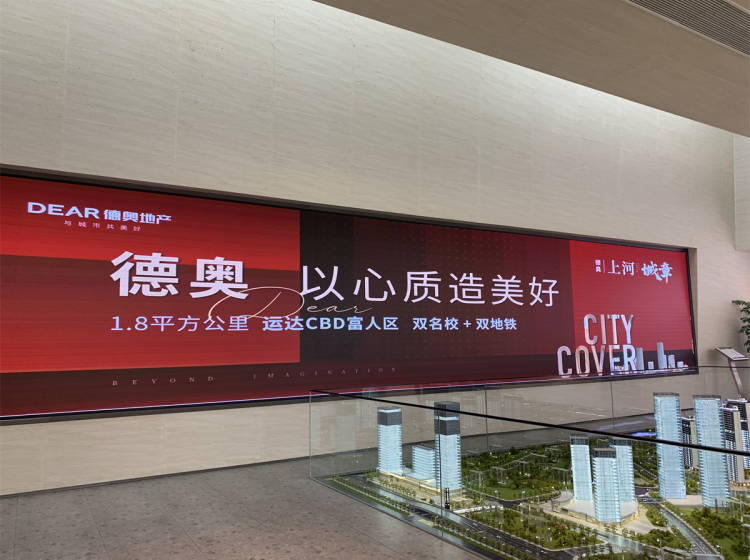 DEAR 德奥地产
与城市共美好
德奥 以心质造美好
Dear
1.8平方公里 运达CBD富人区 双名校+双地铁
BEYOND IMAGINATION
德奥 上河城章
CITY
COVER